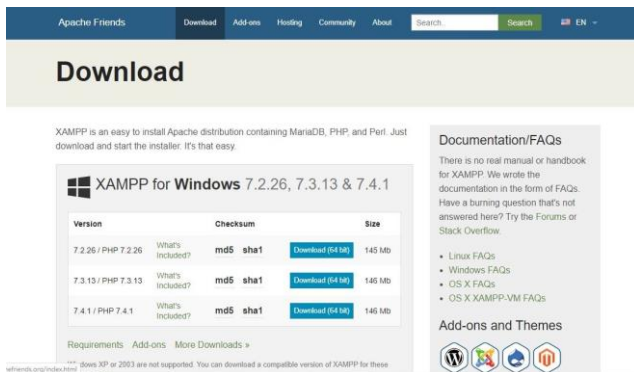 Apache Friends Download Add-ons Hosting Community About Search.. Search EN
Download
XAMPP is an easy to install Apache distribution containing MariaDB, PHP, and Perl. Just
download and start the installer. It's that easy.
XAMPP for Windows 7.2.26, 7.3.13 & 7.4.1
Version Checksum Size
7.2.26 / PHP 7.2.26 What's Included? md5 sha1 Download (64 bit) 145 Mb
7.3.13 / PHP 7.3.13 What's Included? md5 sha1 Download (64 bit) 146 Mb
7.4.1 / PHP 7.4.1 What's Included? md5 sha1 Download (64 bit) 146 Mb
Requirements Add-ons More Downloads »
dows XP or 2003 are not supported. You can download a compatible version of XAMPP for these
Documentation/FAQs
There is no real manual or handbook
for XAMPP. We wrote the
documentation in the form of FAQs.
Have a burning question that's not
answered here? Try the Forums or
Stack Overflow.
• Linux FAQs
• Windows FAQs
• OS X FAQs
• OS X XAMPP-VM FAQs
Add-ons and Themes
efriends.org/index.html